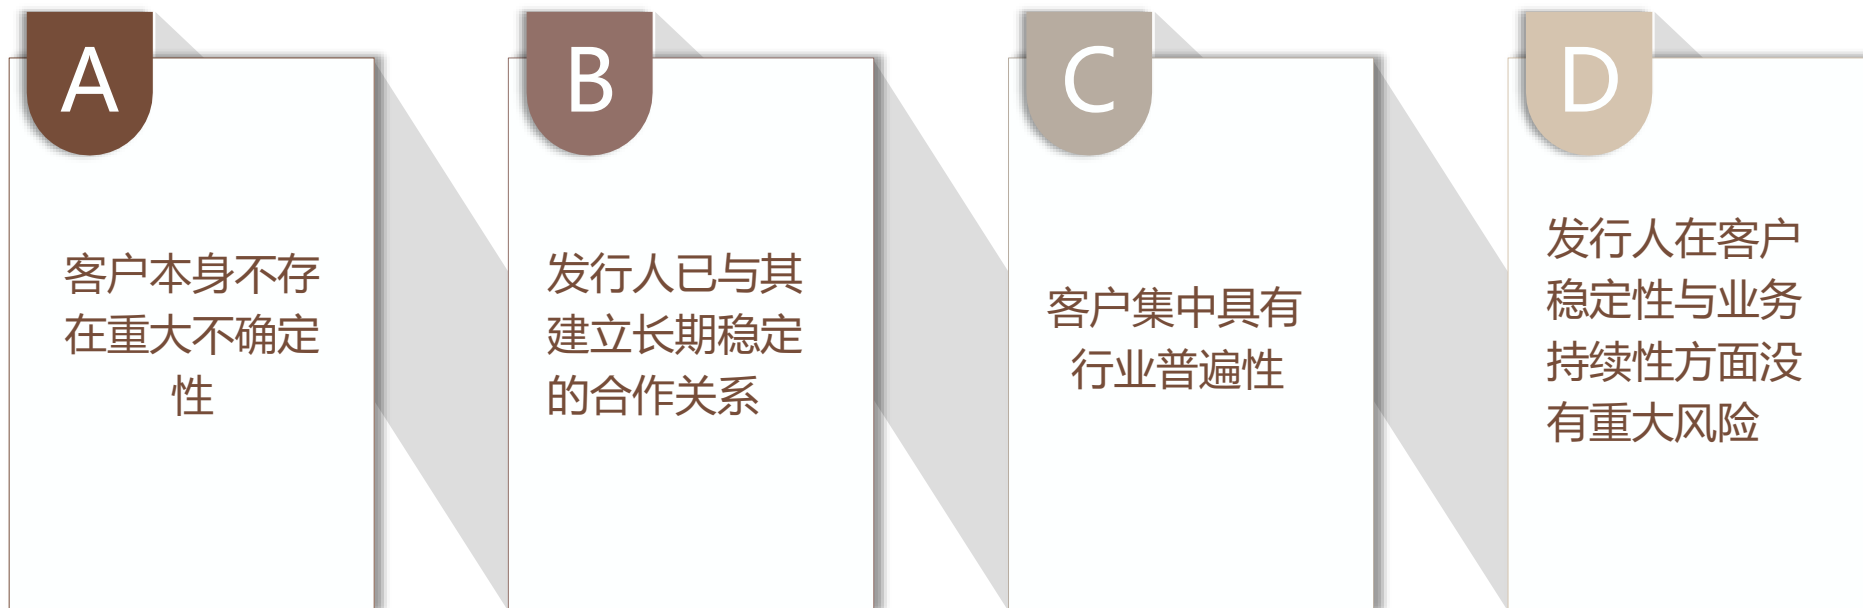 A
客户本身不存
在重大不确定
性
B
发行人已与其
建立长期稳定
的合作关系
C
客户集中具有
行业普遍性
D
发行人在客户
稳定性与业务
持续性方面没
有重大风险